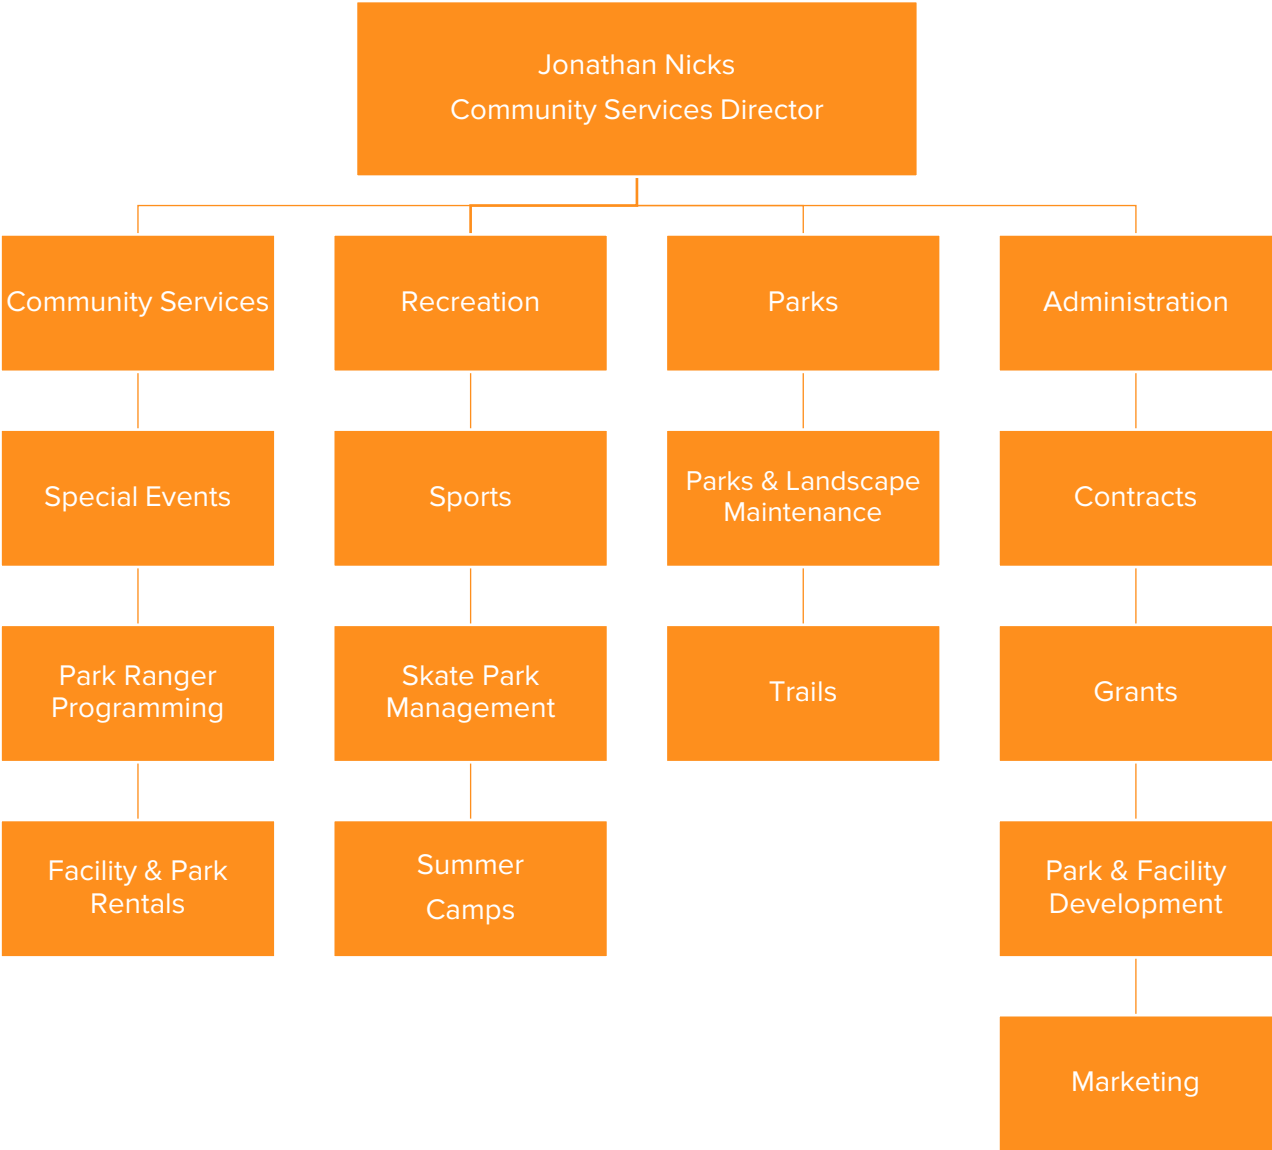 Jonathan Nicks
Community Services Director
Community Services
Recreation
Parks
Administration
Special Events
Sports
Parks & Landscape
Maintenance
Contracts
Park Ranger
Programming
Skate Park
Management
Trails
Grants
Facility & Park
Rentals
Summer
Camps
Park & Facility
Development
Marketing